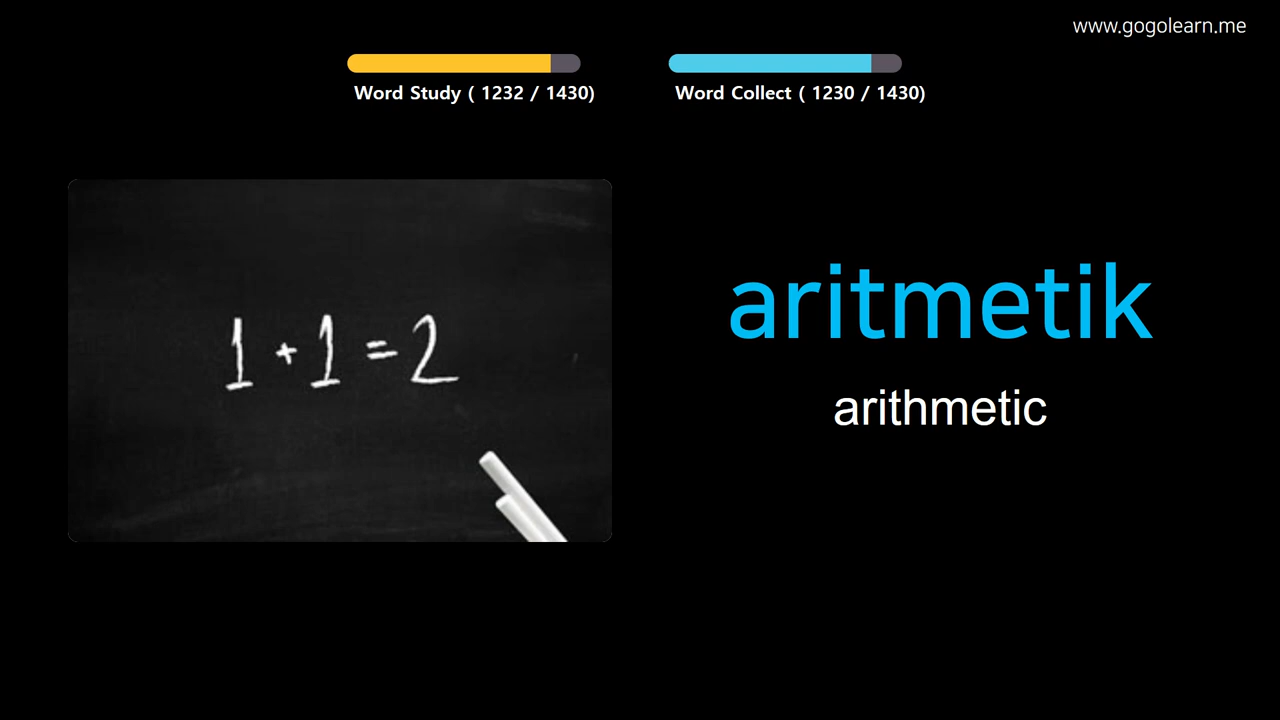 www.gogolearn.me
Word Study ( 1232 / 1430)
Word Collect ( 1230 / 1430)
1 + 1 = 2
aritmetik
arithmetic